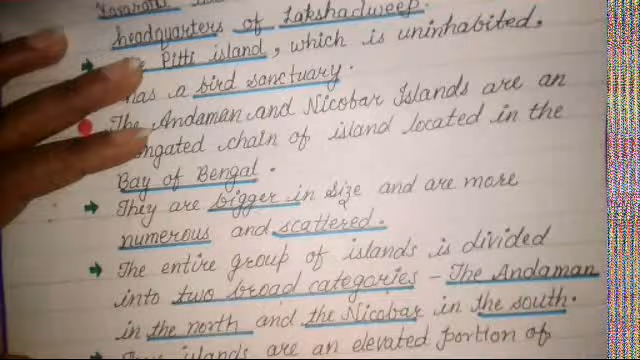 Kavaratti
headquarters of Lakshadweep.
Pitti island, which is uninhabited,
has a bird sanctuary.
The Andaman and Nicobar Islands are an
ngated chain of island located in the
Bay of Bengal.
They are bigger in size and are more
numerous and scattered.
The entire group of islands is divided
into two broad categories - The Andaman
in the north and the Nicobar in the south.
islands are an elevated portion of